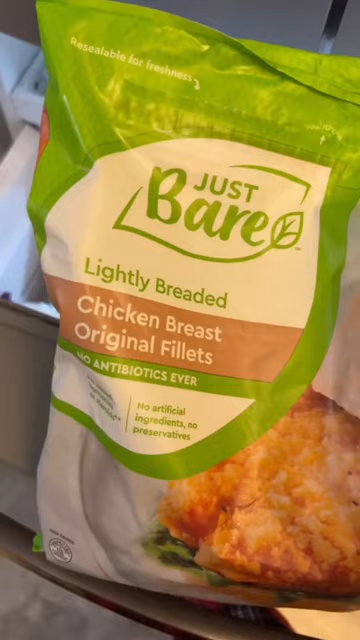 Resealable for freshness
JUST
Bare
Lightly Breaded
Chicken Breast
Original Fillets
NO ANTIBIOTICS EVER
No artificial
ingredients, no
preservatives